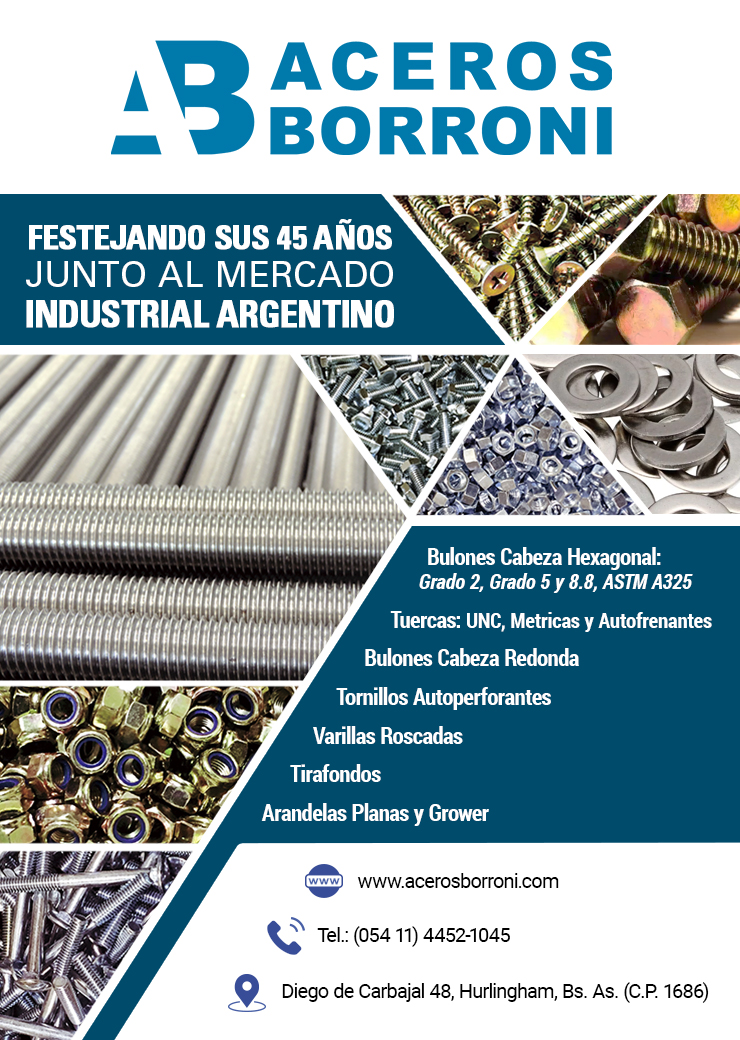 AB ACEROS
BORRONI
FESTEJANDO SUS 45 AÑOS
JUNTO AL MERCADO
INDUSTRIAL ARGENTINO
Bulones Cabeza Hexagonal:
Grado 2, Grado 5 y 8.8, ASTM A325
Tuercas: UNC, Metricas y Autofrenantes
Bulones Cabeza Redonda
Tornillos Autoperforantes
Varillas Roscadas
Tirafondos
Arandelas Planas y Grower
www www.acerosborroni.com
Tel.: (054 11) 4452-1045
Diego de Carbajal 48, Hurlingham, Bs. As. (C.P. 1686)